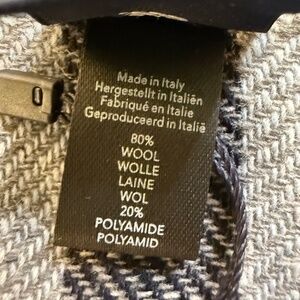 Made in Italy
Hergestellt in Italien
Fabriqué en Italie
Geproduceerd in Italië
80%
WOOL
WOLLE
LAINE
WOL
20%
POLYAMIDE
POLYAMID